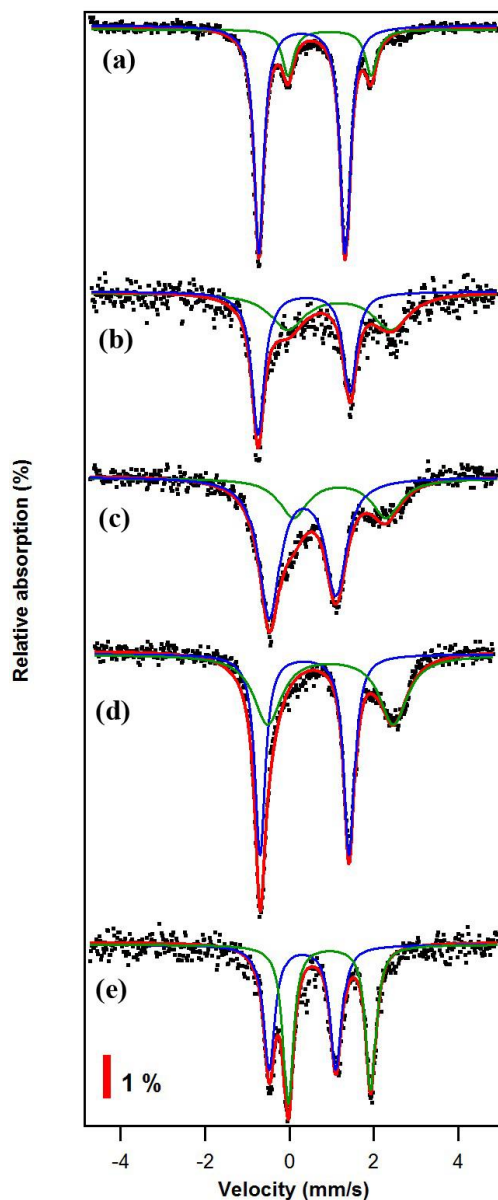 (a)
(b)
(c)
(d)
(e)
Relative absorption (%)
1 %
-4 -2 0 2 4
Velocity (mm/s)